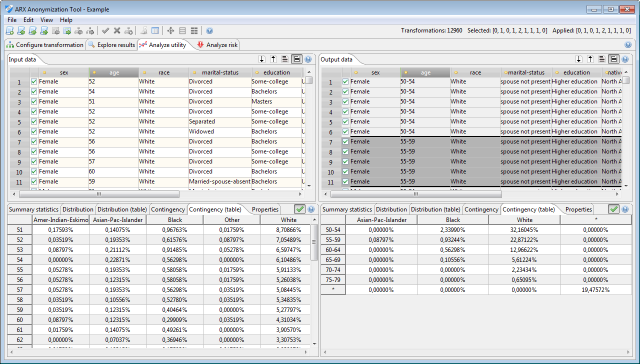 ARX Anonymization Tool - Example
File Edit View Help
Transformations: 12960 Selected: [0, 1, 0, 1, 2, 1, 1, 1, 0] Applied: [0, 1, 0, 1, 2, 1, 1, 1, 0]
Configure transformation Explore results Analyze utility Analyze risk
Input data
sex age race marital-status education
1 Female 52 White Divorced Some-college
2 Female 54 White Divorced Bachelors
3 Female 51 White Divorced Masters
4 Female 52 White Divorced Some-college
5 Female 52 White Separated Some-college
6 Female 52 White Widowed Bachelors
7 Female 56 White Divorced Some-college
8 Female 57 White Divorced Some-college
9 Female 56 White Divorced Some-college
10 Female 60 White Divorced Bachelors
11 Female 59 White Married-spouse-absent Bachelors
Output data
sex age race marital-status education
1 Female 50-54 White spouse not present Higher education North A
2 Female 50-54 White spouse not present Higher education North A
3 Female 50-54 White spouse not present Higher education North A
4 Female 50-54 White spouse not present Higher education North A
5 Female 50-54 White spouse not present Higher education North A
6 Female 50-54 White spouse not present Higher education North A
7 Female 55-59 White spouse not present Higher education North A
8 Female 55-59 White spouse not present Higher education North A
9 Female 55-59 White spouse not present Higher education North A
10 Female 55-59 White spouse not present Higher education North A
11 Female 55-59 White spouse not present Higher education North A
Summary statistics Distribution Distribution (table) Contingency Contingency (table) Properties
Amer-Indian-Eskimo Asian-Pac-Islander Black Other White
51 0,17593% 0,14075% 0,96763% 0,01759% 8,70866%
52 0,03519% 0,19353% 0,61576% 0,08796% 7,05489%
53 0,08797% 0,21112% 0,91485% 0,05278% 6,59747%
54 0,00000% 0,22871% 0,56298% 0,00000% 6,10486%
55 0,05278% 0,19353% 0,58058% 0,05278% 5,91133%
56 0,05278% 0,19353% 0,58058% 0,01759% 5,26038%
57 0,05278% 0,19353% 0,56298% 0,03519% 5,08445%
58 0,03519% 0,10556% 0,52780% 0,03519% 5,34835%
59 0,03519% 0,12315% 0,40464% 0,00000% 5,27797%
60 0,08797% 0,12315% 0,29909% 0,03519% 4,31034%
61 0,01759% 0,14075% 0,49261% 0,01759% 3,90570%
62 0,00000% 0,07037% 0,36946% 0,00000% 3,30753%
Summary statistics Distribution Distribution (table) Contingency Contingency (table) Properties
Asian-Pac-Islander Black White *
50-54 0,00000% 2,33990% 32,16045% 0,00000%
55-59 0,08797% 0,93244% 22,87122% 0,00000%
60-64 0,00000% 0,56298% 12,96622% 0,00000%
65-69 0,00000% 0,10556% 5,61224% 0,00000%
70-74 0,00000% 0,00000% 2,23434% 0,00000%
75-79 0,00000% 0,00000% 0,65095% 0,00000%
* 0,00000% 0,00000% 0,00000% 19,47572%